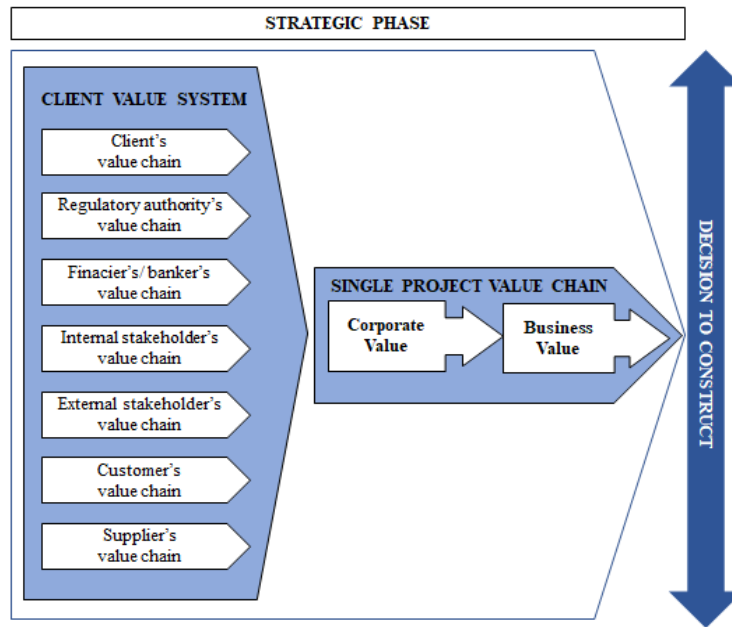 STRATEGIC PHASE
CLIENT VALUE SYSTEM
Client's
value chain
Regulatory authority's
value chain
Finacier's/ banker's
value chain
Internal stakeholder's
value chain
External stakeholder's
value chain
Customer's
value chain
Supplier's
value chain
SINGLE PROJECT VALUE CHAIN
Corporate
Value
Business
Value
DECISION TO CONSTRUCT